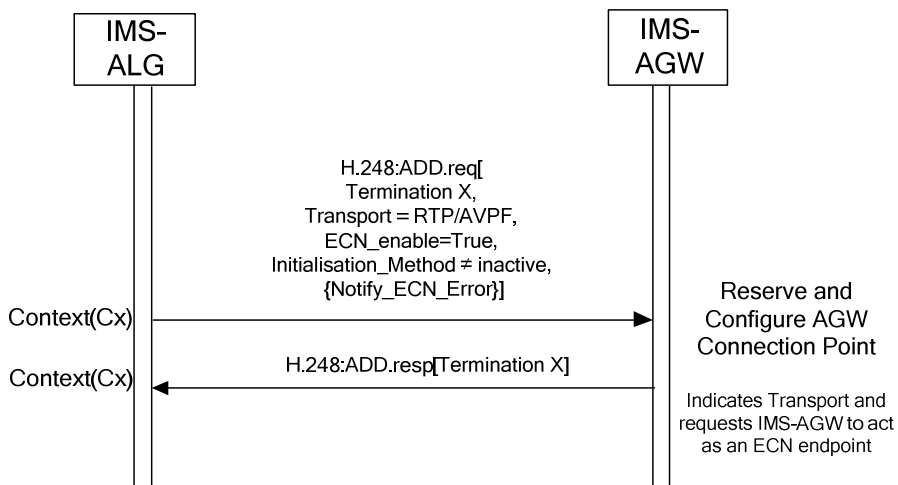 IMS-
ALG
IMS-
AGW
H.248:ADD.req[
Termination X,
Transport = RTP/AVPF,
ECN_enable=True,
Initialisation_Method ≠ inactive,
{Notify_ECN_Error}]
Context(Cx)
Reserve and
Configure AGW
Connection Point
H.248:ADD.resp[Termination X]
Context(Cx)
Indicates Transport and
requests IMS-AGW to act
as an ECN endpoint